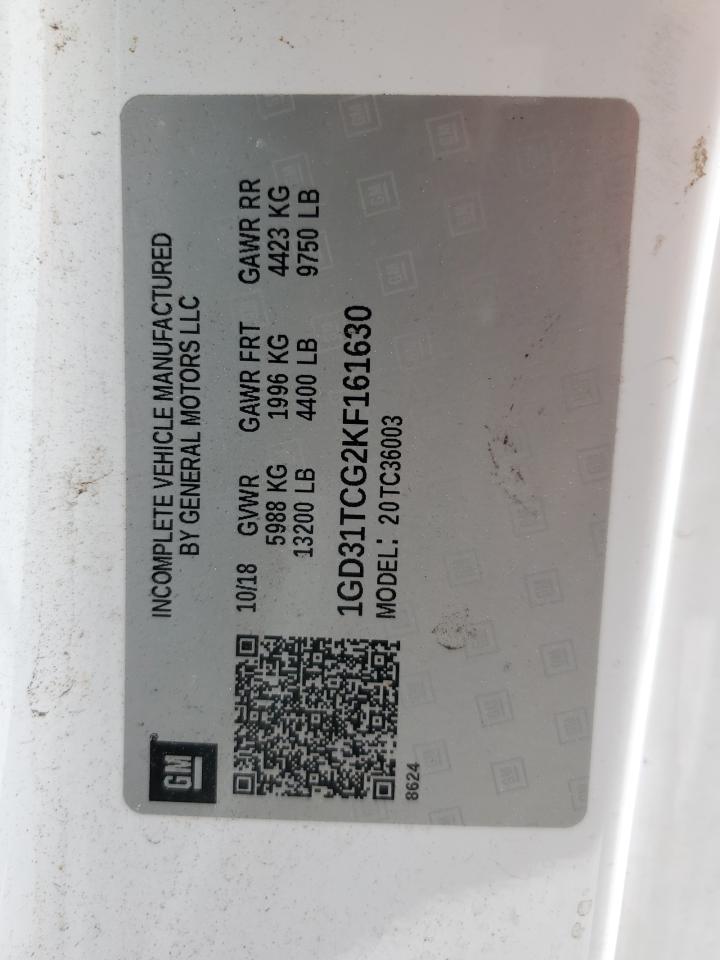 GM
INCOMPLETE VEHICLE MANUFACTURED
BY GENERAL MOTORS LLC
10/18 GVWR GAWR FRT GAWR RR
5988 KG 1996 KG 4423 KG
13200 LB 4400 LB 9750 LB
1GD31TCG2KF161630
MODEL: 20TC36003
8624